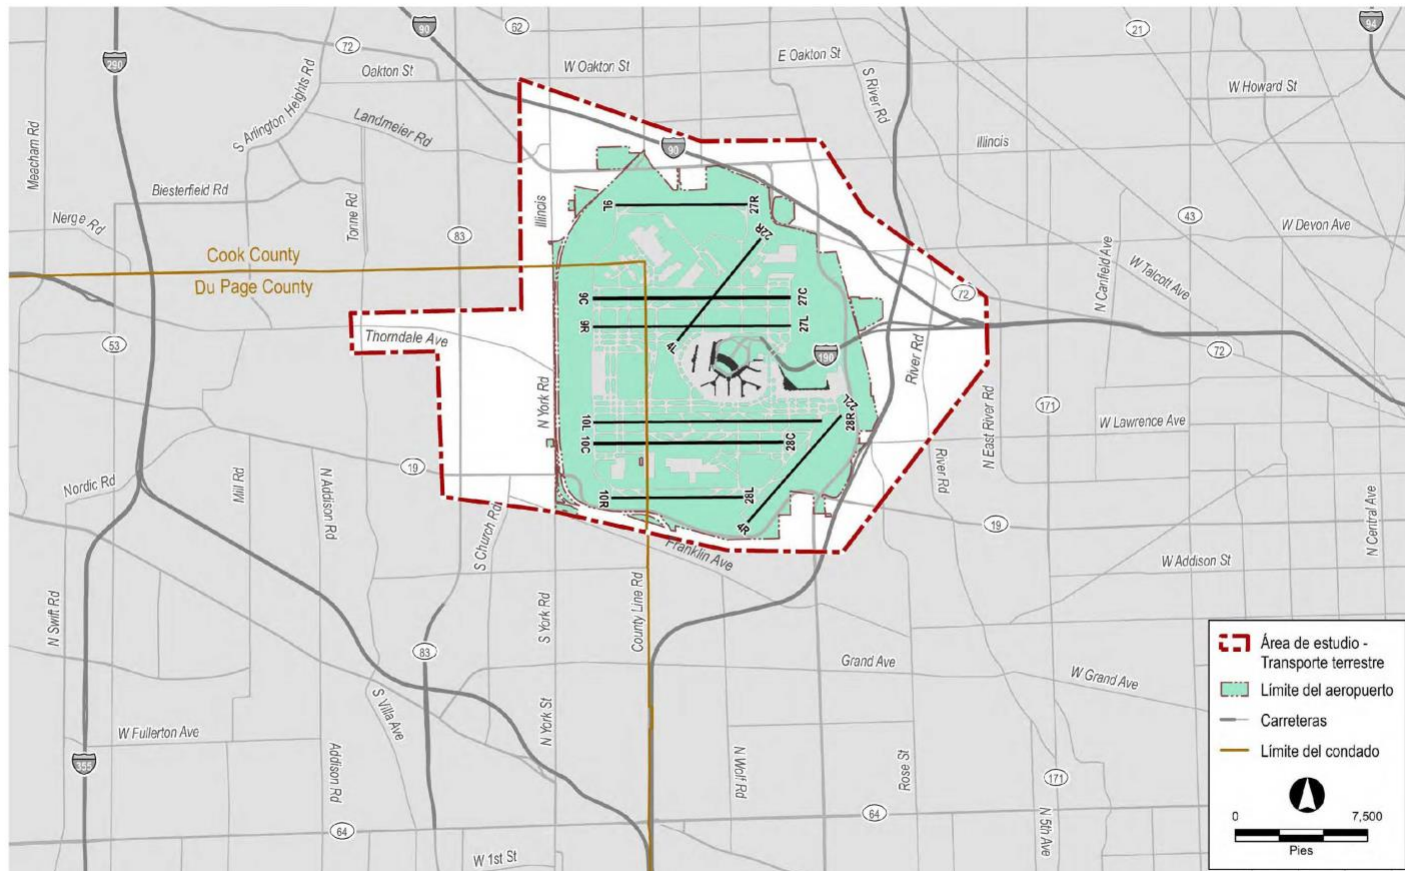 90
62
21
94
290
72
W Oakton St
E Oakton St
Oakton St
S Arlington Heights Rd
S River Rd
W Howard St
Landmeier Rd
Meacham Rd
90
Illinois
Biesterfield Rd
Tonne Rd
Illinois
9L
27R
43
Nerge Rd
83
22R
W Devon Ave
Cook County
Du Page County
N Canfield Ave
W Talcott Ave
9C
27C
72
9R
27L
Thorndale Ave
4L
53
190
River Rd
72
N York Rd
N East River Rd
171
22L
10L
28R
W Lawrence Ave
10C
28C
19
Nordic Rd
Mill Rd
N Addison Rd
River Rd
10R
28L
S Church Rd
4R
19
N Central Ave
Franklin Ave
W Addison St
N Swift Rd
S York Rd
County Line Rd
83
Grand Ave
W Grand Ave
S Villa Ave
N York St
W Fullerton Ave
355
Addison Rd
N Wolf Rd
Rose St
171
64
64
N 5th Ave
W 1st St
Área de estudio -
Transporte terrestre
Límite del aeropuerto
Carreteras
Límite del condado
0
7,500
Pies